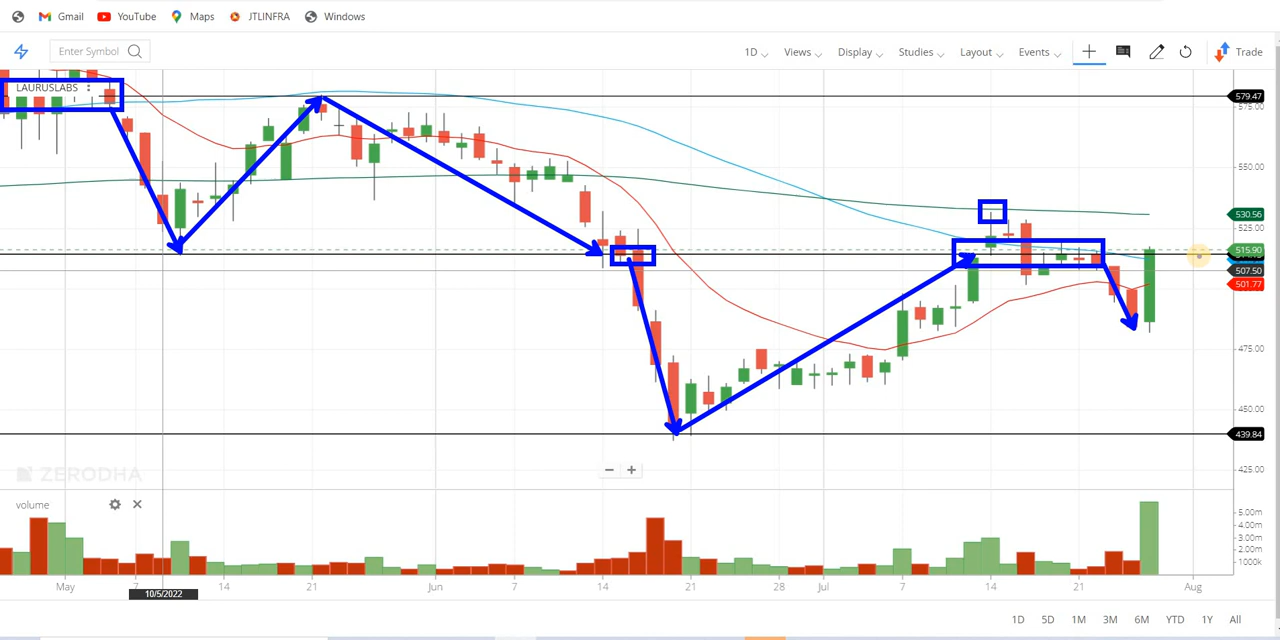 Gmail YouTube Maps JTLINFRA Windows
Enter Symbol 1D Views Display Studies Layout Events Trade
LAURUSLABS
579.47
575.00
550.00
530.56
525.00
515.90
507.50
501.77
475.00
450.00
439.84
425.00
ZERODHA
volume
5.00m
4.00m
3.00m
2.00m
1000k
May 7 14 21 Jun 7 14 21 28 Jul 7 14 21 Aug
10/5/2022
1D 5D 1M 3M 6M YTD 1Y All